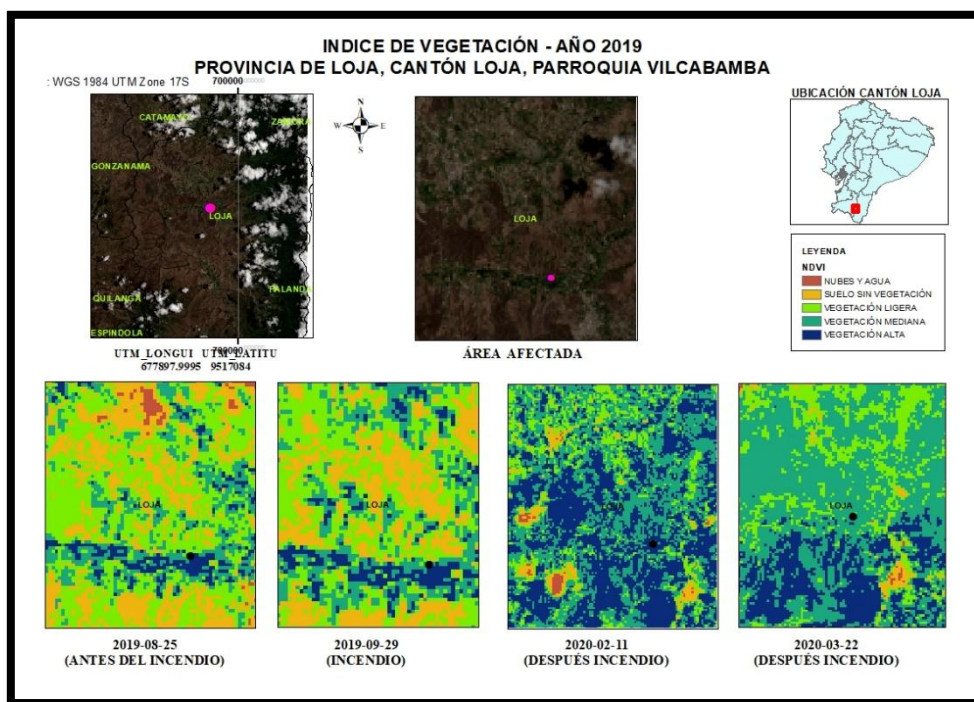 INDICE DE VEGETACIÓN - AÑO 2019
PROVINCIA DE LOJA, CANTÓN LOJA, PARROQUIA VILCABAMBA
: WGS 1984 UTM Zone 17S
700000
CATAMAYO
ZAMORA
GONZANAMA
LOJA
QUILANGA
PALANDA
ESPINDOLA
700000
UTM_LONGUI UTM_LATITU
677897.9995 9517084
N
W E
S
LOJA
ÁREA AFECTADA
UBICACIÓN CANTÓN LOJA
LEYENDA
NDVI
NUBES Y AGUA
SUELO SIN VEGETACIÓN
VEGETACIÓN LIGERA
VEGETACIÓN MEDIANA
VEGETACIÓN ALTA
LOJA
LOJA
LOJA
LOJA
2019-08-25
(ANTES DEL INCENDIO)
2019-09-29
(INCENDIO)
2020-02-11
(DESPUÉS INCENDIO)
2020-03-22
(DESPUÉS INCENDIO)